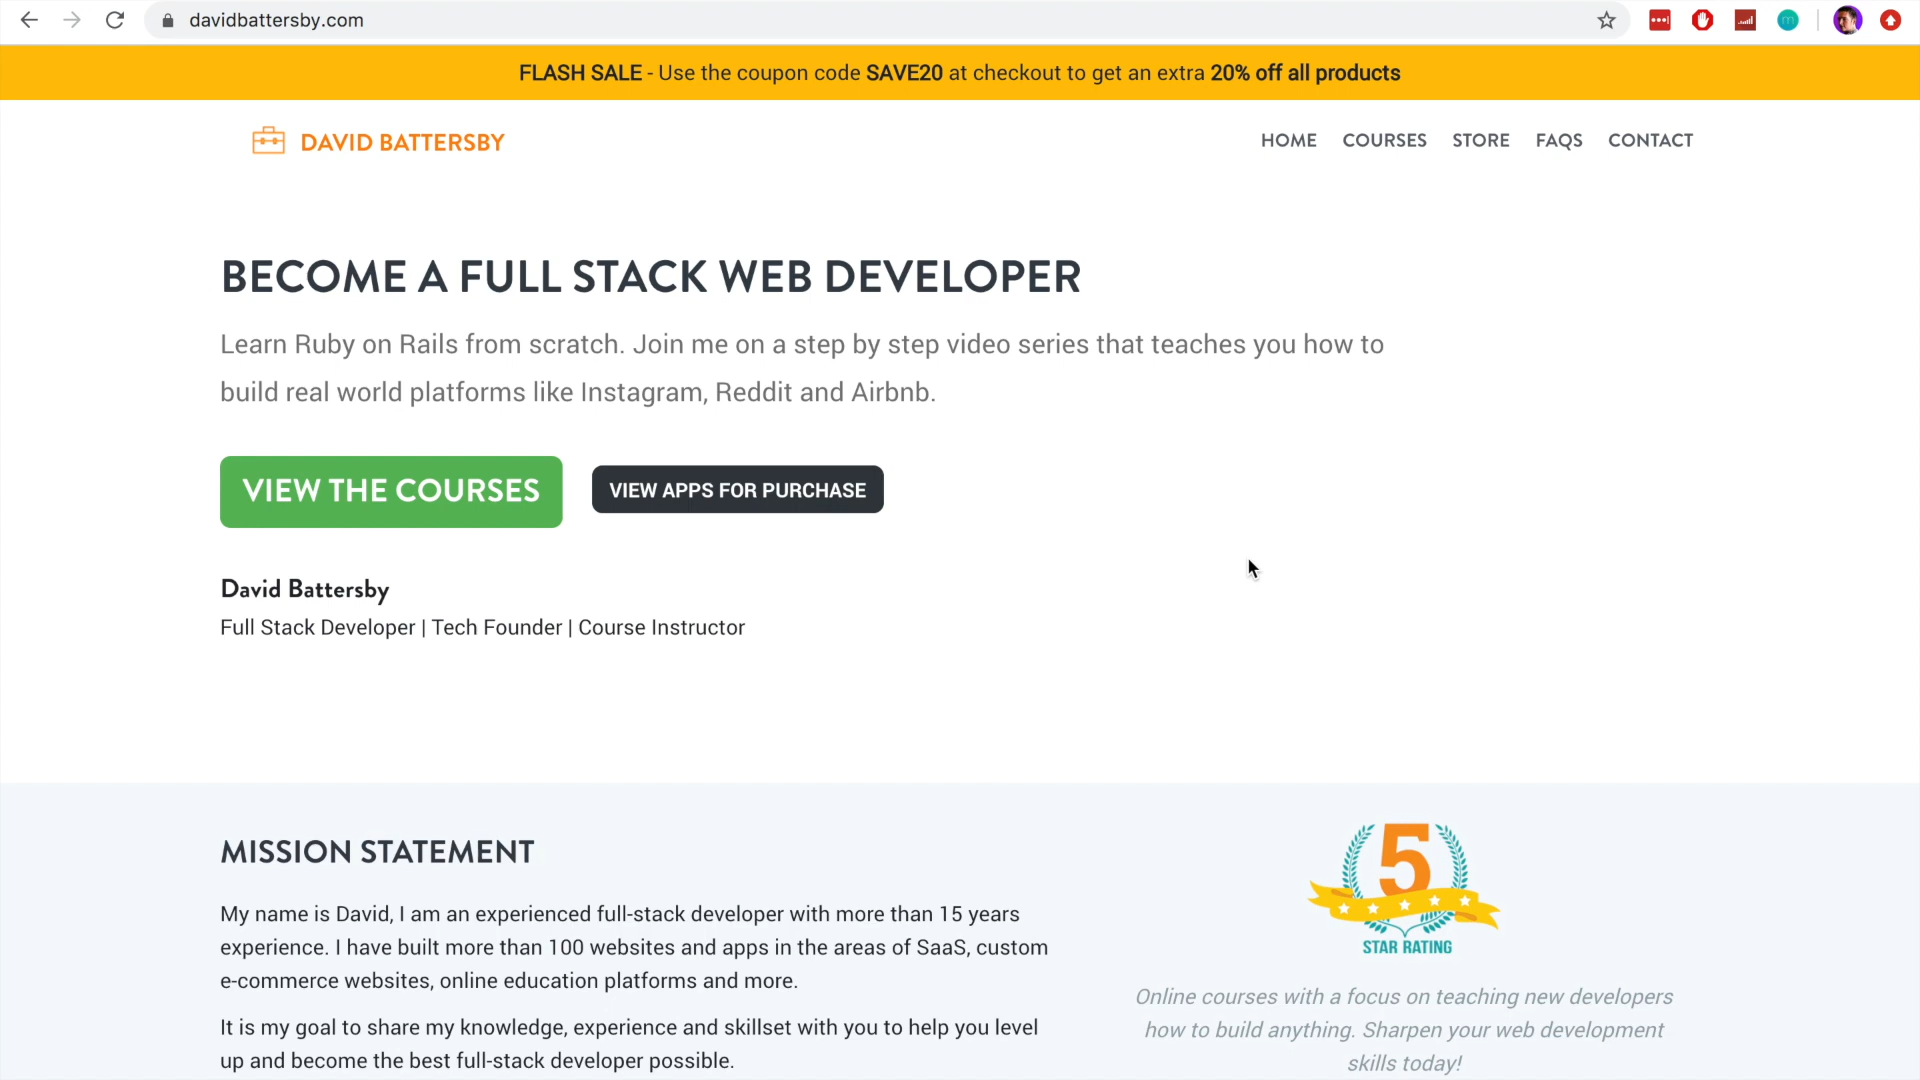 davidbattersby.com
FLASH SALE - Use the coupon code SAVE20 at checkout to get an extra 20% off all products
DAVID BATTERSBY
HOME COURSES STORE FAQS CONTACT
BECOME A FULL STACK WEB DEVELOPER
Learn Ruby on Rails from scratch. Join me on a step by step video series that teaches you how to
build real world platforms like Instagram, Reddit and Airbnb.
VIEW THE COURSES
VIEW APPS FOR PURCHASE
David Battersby
Full Stack Developer | Tech Founder | Course Instructor
MISSION STATEMENT
My name is David, I am an experienced full-stack developer with more than 15 years
experience. I have built more than 100 websites and apps in the areas of SaaS, custom
e-commerce websites, online education platforms and more.
It is my goal to share my knowledge, experience and skillset with you to help you level
up and become the best full-stack developer possible.
5
STAR RATING
Online courses with a focus on teaching new developers
how to build anything. Sharpen your web development
skills today!